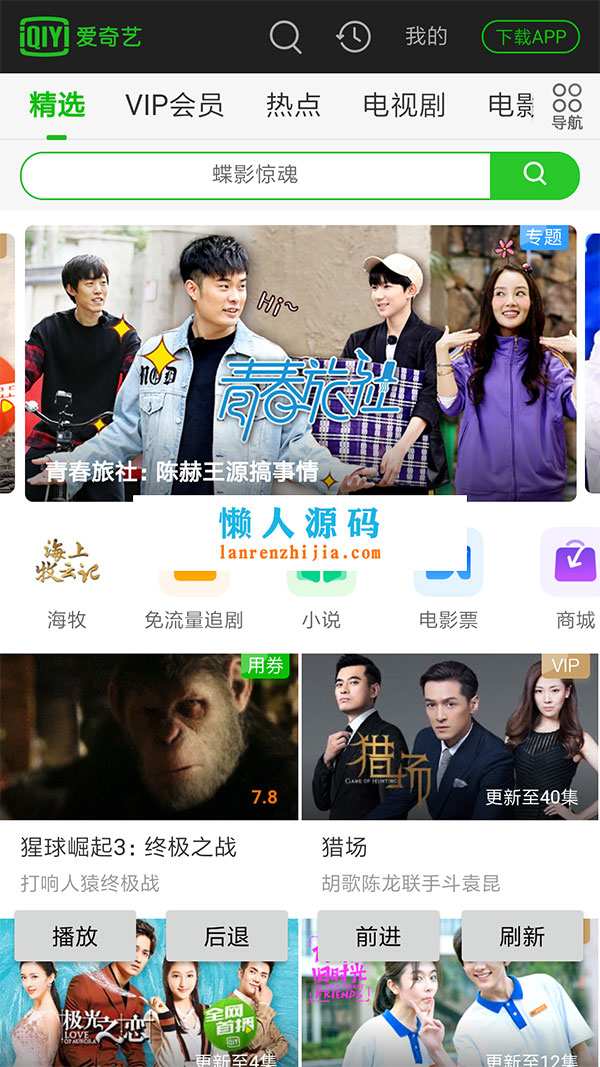 iQIYI 爱奇艺
我的
下载APP
精选
VIP会员
热点
电视剧
电影
导航
蝶影惊魂
专题
Hi~
青春旅社
青春旅社：陈赫王源搞事情
懒人源码
lanrenzhijia.com
海上
牧云记
海牧
免流量追剧
小说
电影票
商城
用券
7.8
VIP
猎场
GAME OF HUNTING
更新至40集
猩球崛起3：终极之战
打响人猿终极战
猎场
胡歌陈龙联手斗袁昆
播放
后退
前进
刷新
极光之恋
LOVE OF AURORA
全网
首播
iQIYI
更新至4集
旧时光
FRIENDS
更新至12集